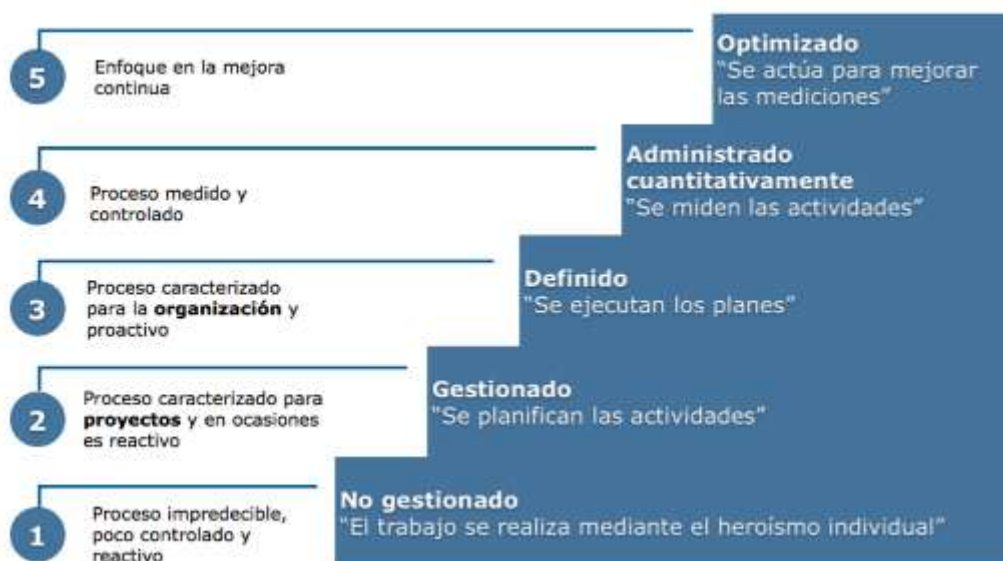 5
Enfoque en la mejora
continua
Optimizado
"Se actúa para mejorar
las mediciones"
4
Proceso medido y
controlado
Administrado
cuantitativamente
"Se miden las actividades"
3
Proceso caracterizado
para la organización y
proactivo
Definido
"Se ejecutan los planes"
2
Proceso caracterizado para
proyectos y en ocasiones
es reactivo
Gestionado
"Se planifican las actividades"
1
Proceso impredecible,
poco controlado y
reactivo
No gestionado
"El trabajo se realiza mediante el heroísmo individual"